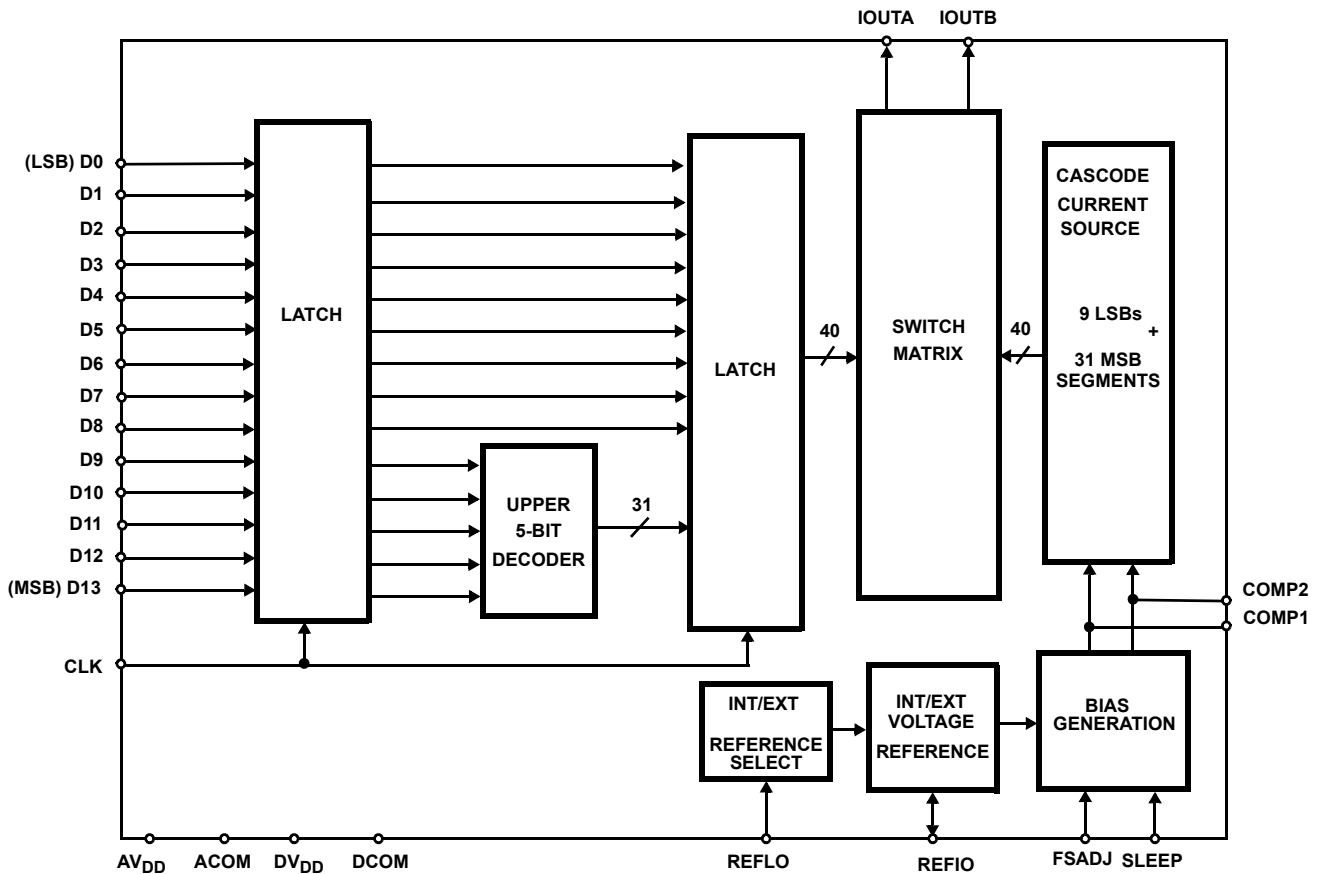 IOUTA IOUTB
(LSB) D0
D1
D2
D3
D4
D5
D6
D7
D8
D9
D10
D11
D12
(MSB) D13
CLK
LATCH
UPPER
5-BIT
DECODER
31
LATCH
40
SWITCH
MATRIX
40
CASCODE
CURRENT
SOURCE
9 LSBs
+
31 MSB
SEGMENTS
COMP2
COMP1
INT/EXT
REFERENCE
SELECT
INT/EXT
VOLTAGE
REFERENCE
BIAS
GENERATION
AVDD ACOM DVDD DCOM REFLO REFIO FSADJ SLEEP